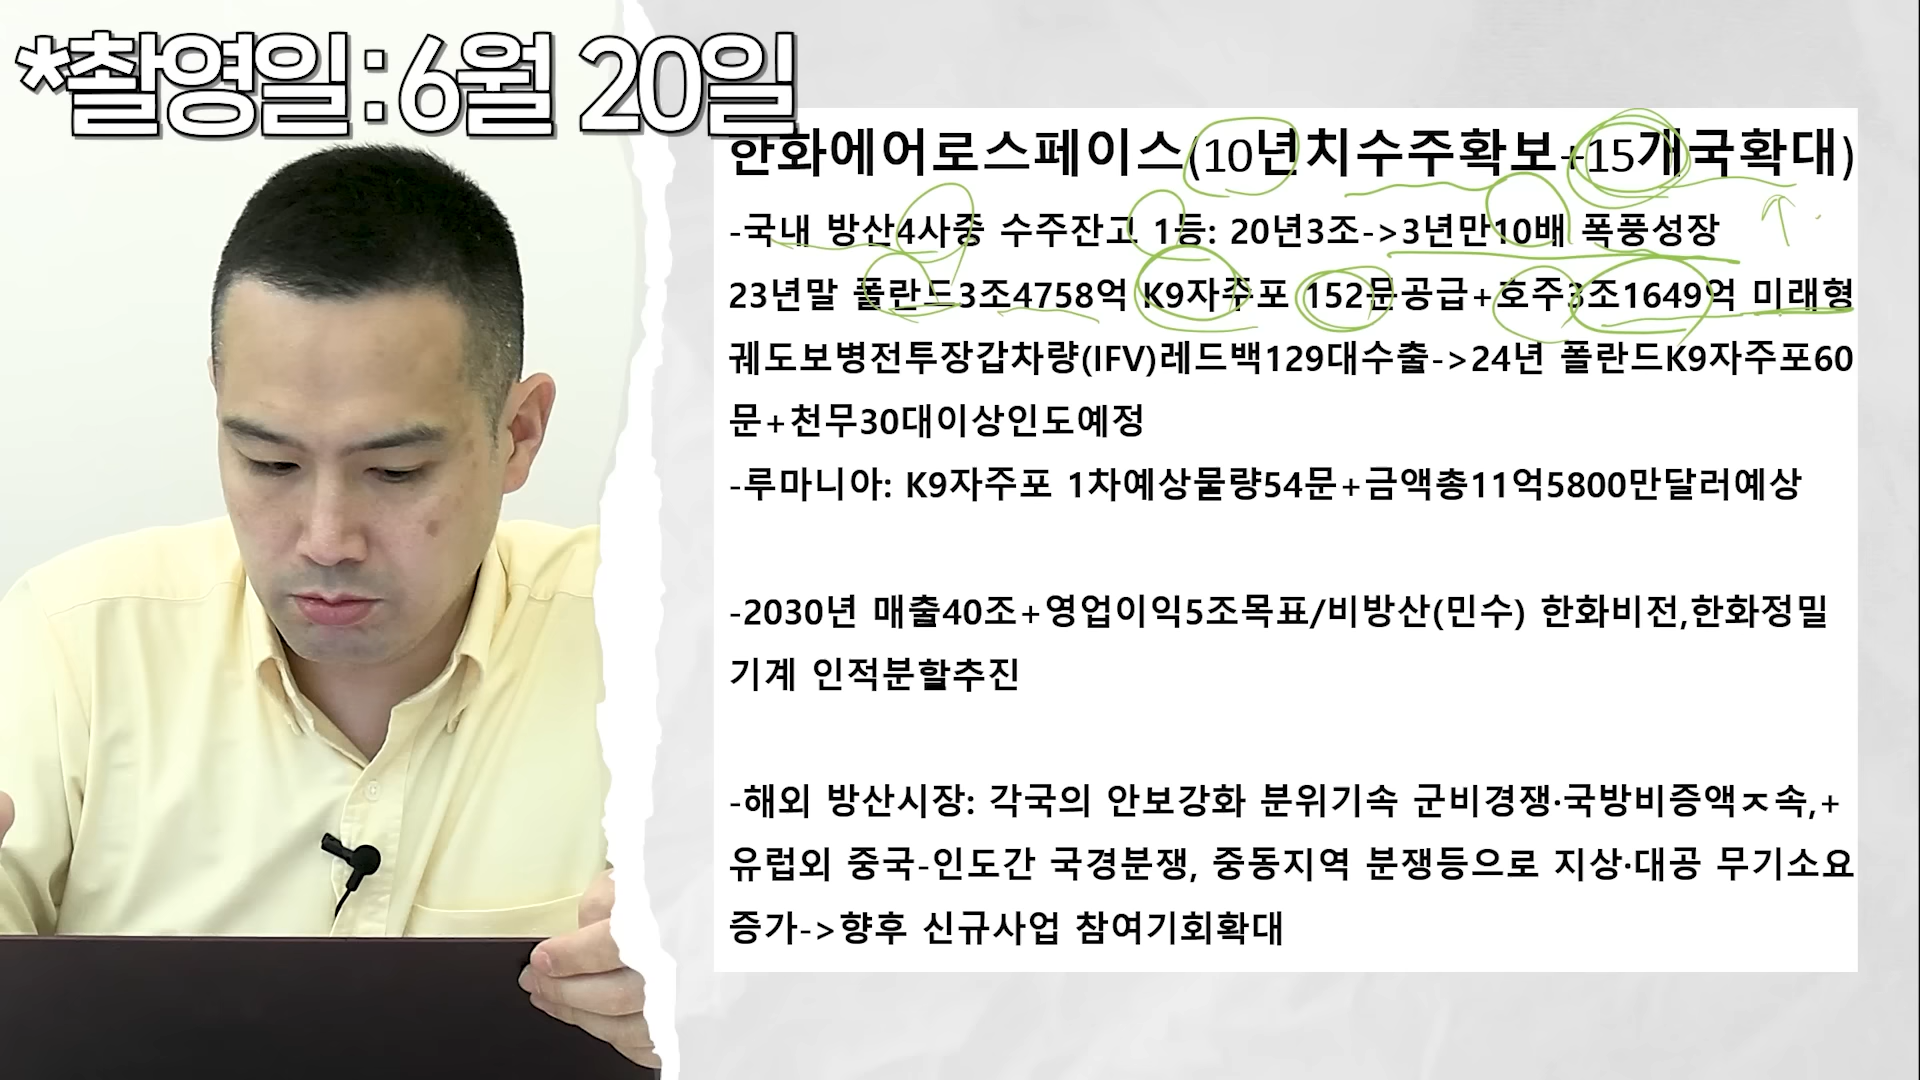 *촬영일 : 6월 20일
한화에어로스페이스(10년치수주확보+15개국확대)
-국내 방산4사중 수주잔고 1등: 20년3조->3년만10배 폭풍성장
23년말 폴란드3조4758억 K9자주포 152문공급+호주3조1649억 미래형
궤도보병전투장갑차량(IFV)레드백129대수출->24년 폴란드K9자주포60
문+천무30대이상인도예정
-루마니아: K9자주포 1차예상물량54문+금액총11억5800만달러예상
-2030년 매출40조+영업이익5조목표/비방산(민수) 한화비전,한화정밀
기계 인적분할추진
-해외 방산시장: 각국의 안보강화 분위기속 군비경쟁·국방비증액ㅈ속,+
유럽외 중국-인도간 국경분쟁, 중동지역 분쟁등으로 지상·대공 무기소요
증가->향후 신규사업 참여기회확대